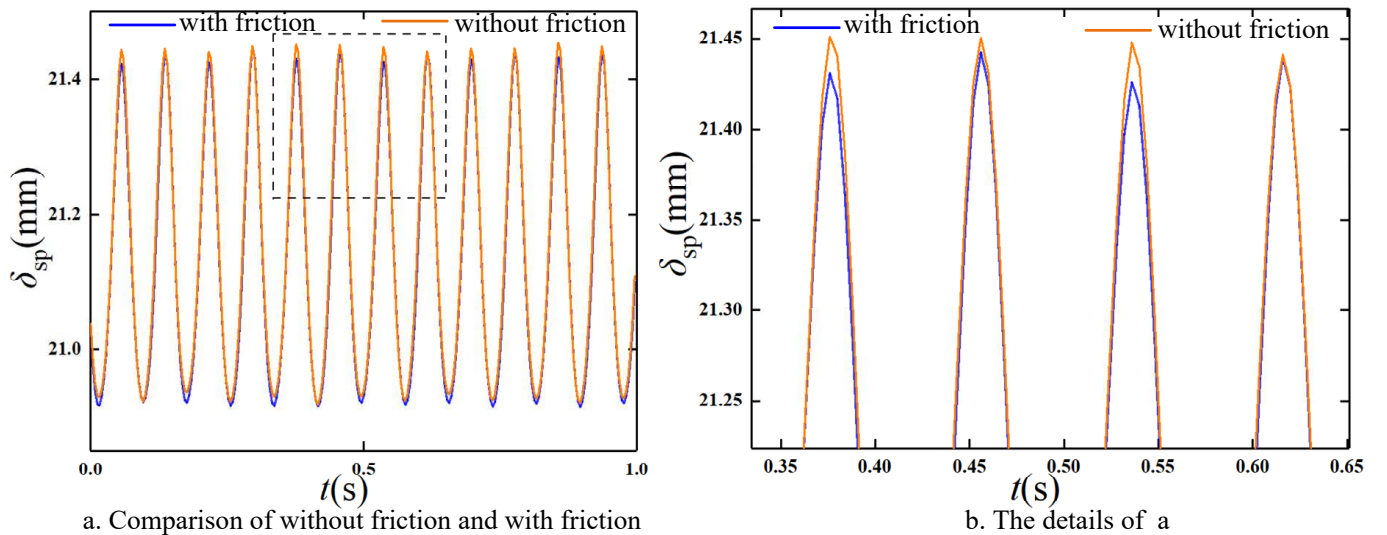 with friction
without friction
21.4
21.2
21.0
δsp(mm)
0.0
0.5
1.0
t(s)
a. Comparison of without friction and with friction
with friction
without friction
21.45
21.40
21.35
21.30
21.25
δsp(mm)
0.35
0.40
0.45
0.50
0.55
0.60
0.65
t(s)
b. The details of a